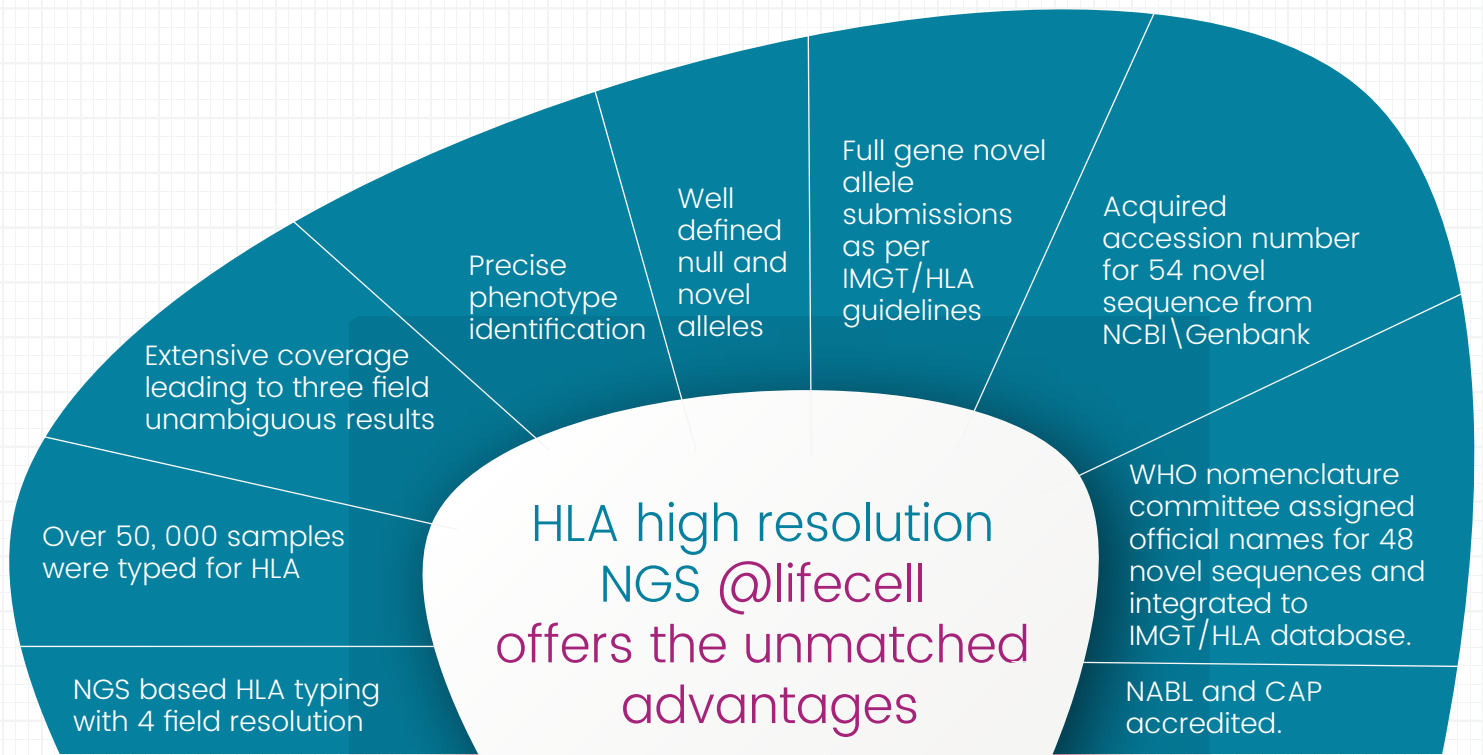 NGS based HLA typing
with 4 field resolution
Over 50, 000 samples
were typed for HLA
Extensive coverage
leading to three field
unambiguous results
Precise
phenotype
identification
Well
defined
null and
novel
alleles
Full gene novel
allele
submissions
as per
IMGT/HLA
guidelines
Acquired
accession number
for 54 novel
sequence from
NCBI\Genbank
WHO nomenclature
committee assigned
official names for 48
novel sequences and
integrated to
IMGT/HLA database.
NABL and CAP
accredited.
HLA high resolution
NGS @lifecell
offers the unmatched
advantages